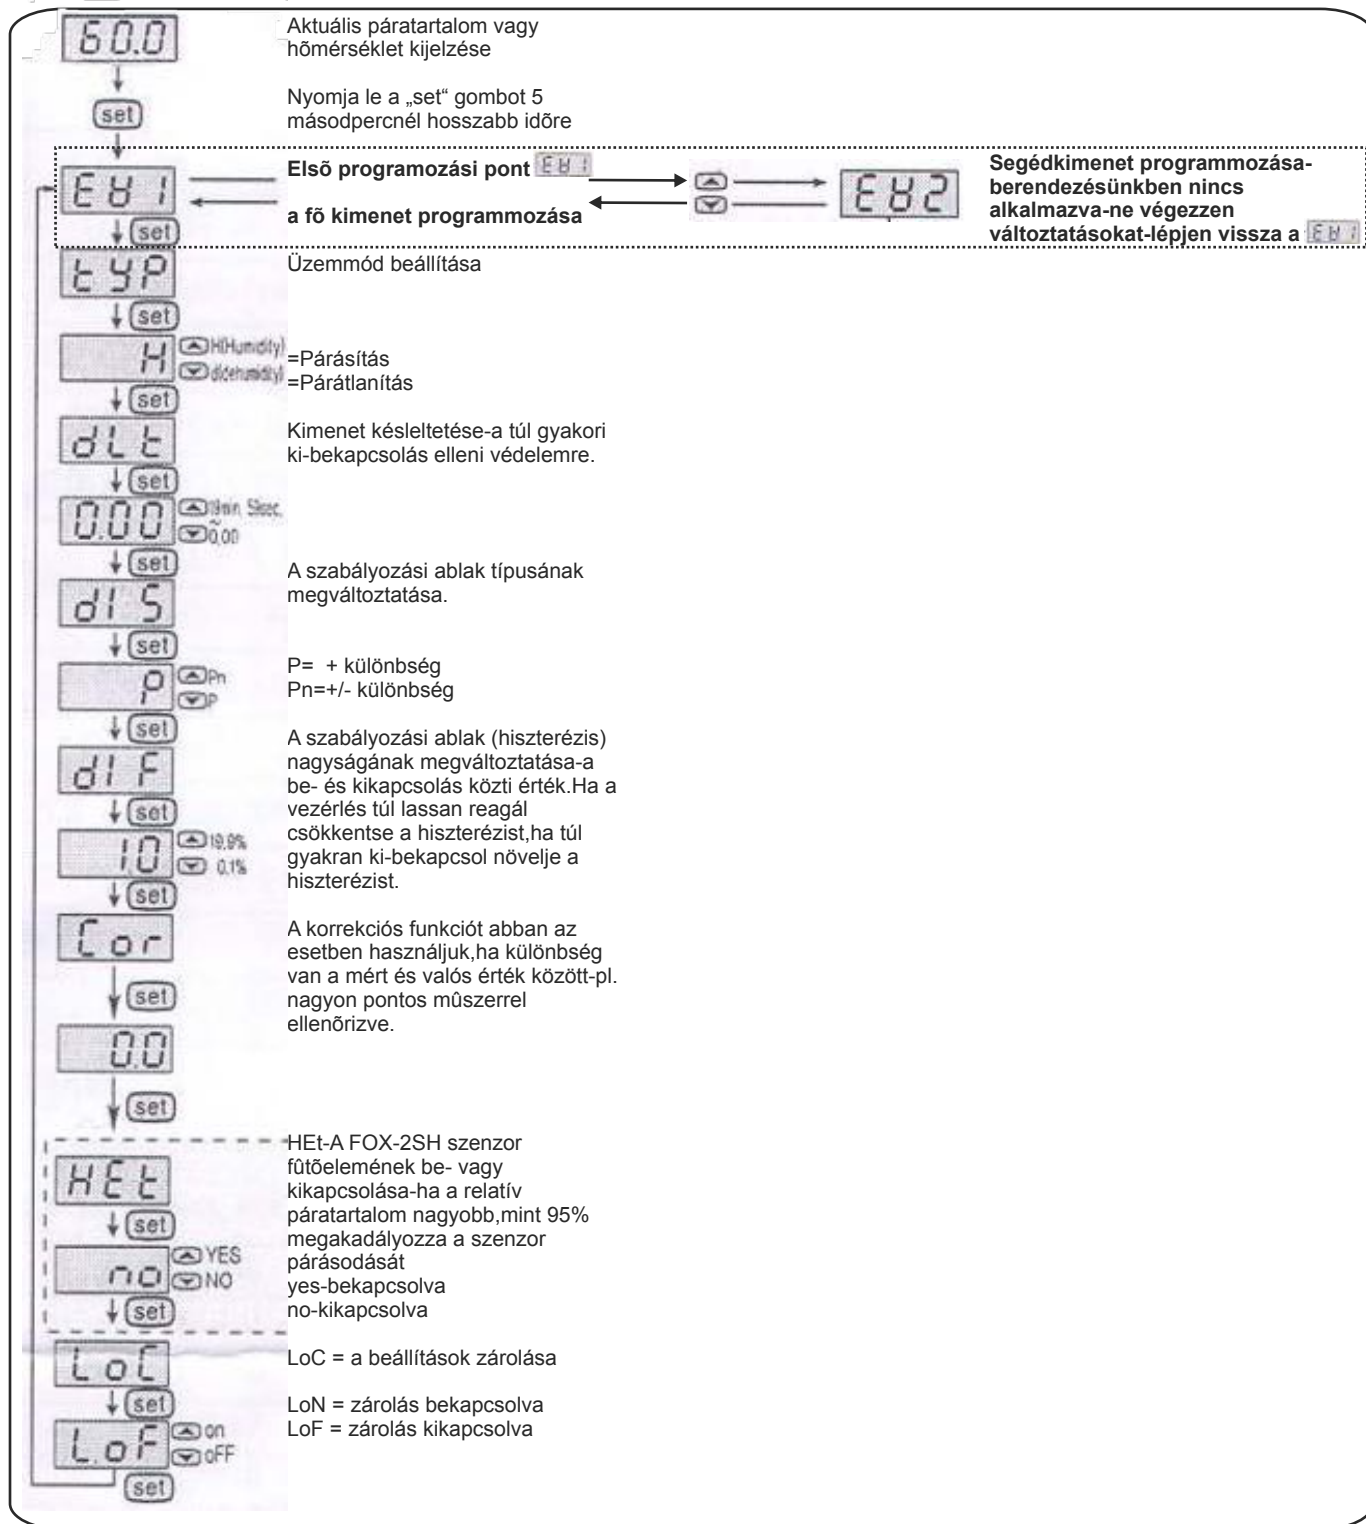 60.0
Aktuális páratartalom vagy
hõmérséklet kijelzése
set
Nyomja le a „set“ gombot 5
másodpercnél hosszabb idõre
EU1
Elsõ programozási pont EU1
a fõ kimenet programmozása
EU2
Segédkimenet programmozása-
berendezésünkben nincs
alkalmazva-ne végezzen
változtatásokat-lépjen vissza a EU1
set
tYP
Üzemmód beállítása
set
H
H(Humidity)
=Párásítás
d(dehumidity)
=Párátlanítás
set
dLt
Kimenet késleltetése-a túl gyakori
ki-bekapcsolás elleni védelemre.
set
0.00
19min, 59sec,
~
0,00
set
dIS
A szabályozási ablak típusának
megváltoztatása.
set
P
Pn
P
P= + különbség
Pn=+/- különbség
set
dIF
A szabályozási ablak (hiszterézis)
nagyságának megváltoztatása-a
be- és kikapcsolás közti érték.Ha a
vezérlés túl lassan reagál
csökkentse a hiszterézist,ha túl
gyakran ki-bekapcsol növelje a
hiszterézist.
set
10
19,9%
0.1%
set
Cor
A korrekciós funkciót abban az
esetben használjuk,ha különbség
van a mért és valós érték között-pl.
nagyon pontos mûszerrel
ellenõrizve.
set
0.0
set
HEt
HEt-A FOX-2SH szenzor
fûtõelemének be- vagy
kikapcsolása-ha a relatív
páratartalom nagyobb,mint 95%
megakadályozza a szenzor
párásodását
yes-bekapcsolva
no-kikapcsolva
set
no
YES
NO
set
LoC
LoC = a beállítások zárolása
set
LoN = zárolás bekapcsolva
LoF = zárolás kikapcsolva
L.oF
on
oFF
set